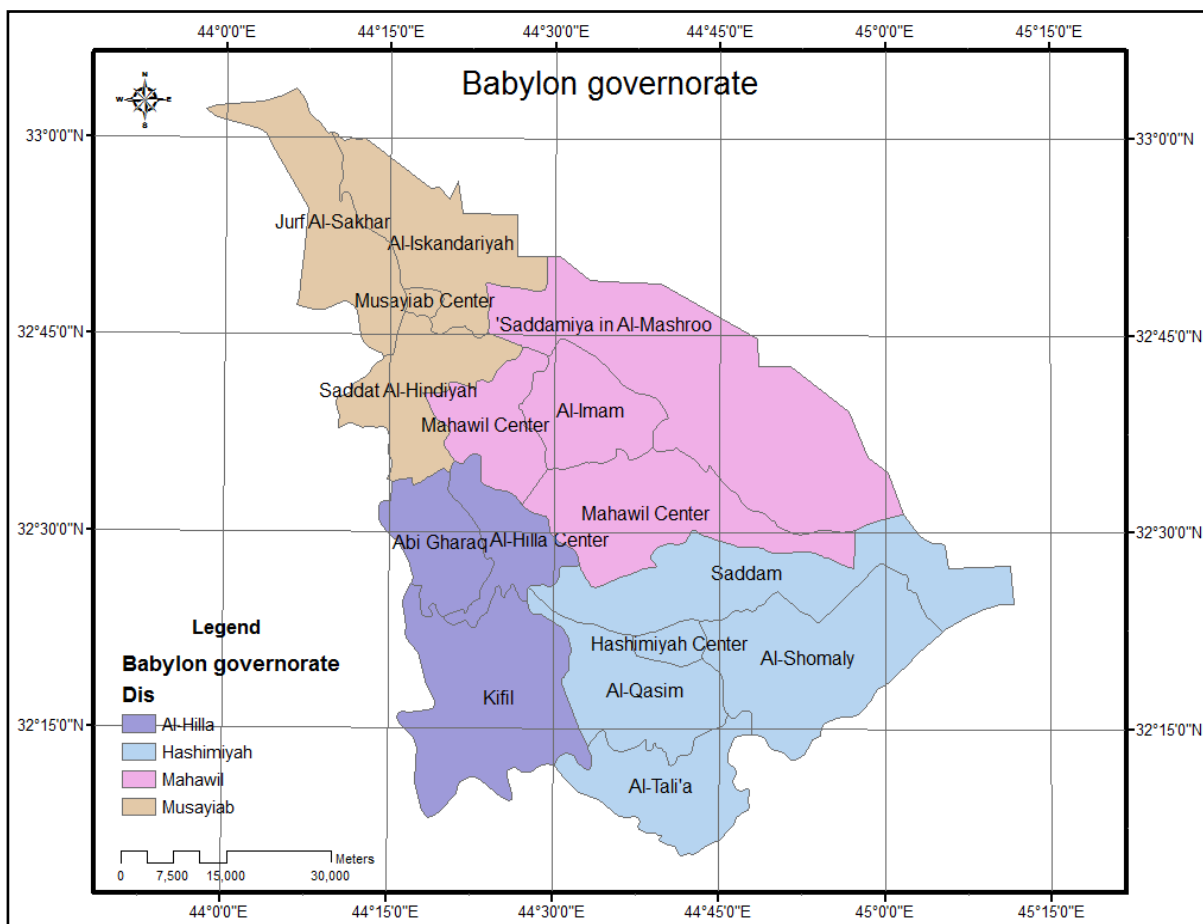 44°0'0"E 44°15'0"E 44°30'0"E 44°45'0"E 45°0'0"E 45°15'0"E
Babylon governorate
N
W E
S
33°0'0"N 33°0'0"N
Jurf Al-Sakhar
Al-Iskandariyah
Musayiab Center
'Saddamiya in Al-Mashroo
32°45'0"N 32°45'0"N
Saddat Al-Hindiyah
Al-Imam
Mahawil Center
Mahawil Center
32°30'0"N 32°30'0"N
Abi Gharaq Al-Hilla Center
Saddam
Hashimiyah Center
Al-Shomaly
Al-Qasim
Kifil
32°15'0"N 32°15'0"N
Al-Tali'a
Legend
Babylon governorate
Dis
Al-Hilla
Hashimiyah
Mahawil
Musayiab
Meters
0 7,500 15,000 30,000
44°0'0"E 44°15'0"E 44°30'0"E 44°45'0"E 45°0'0"E 45°15'0"E